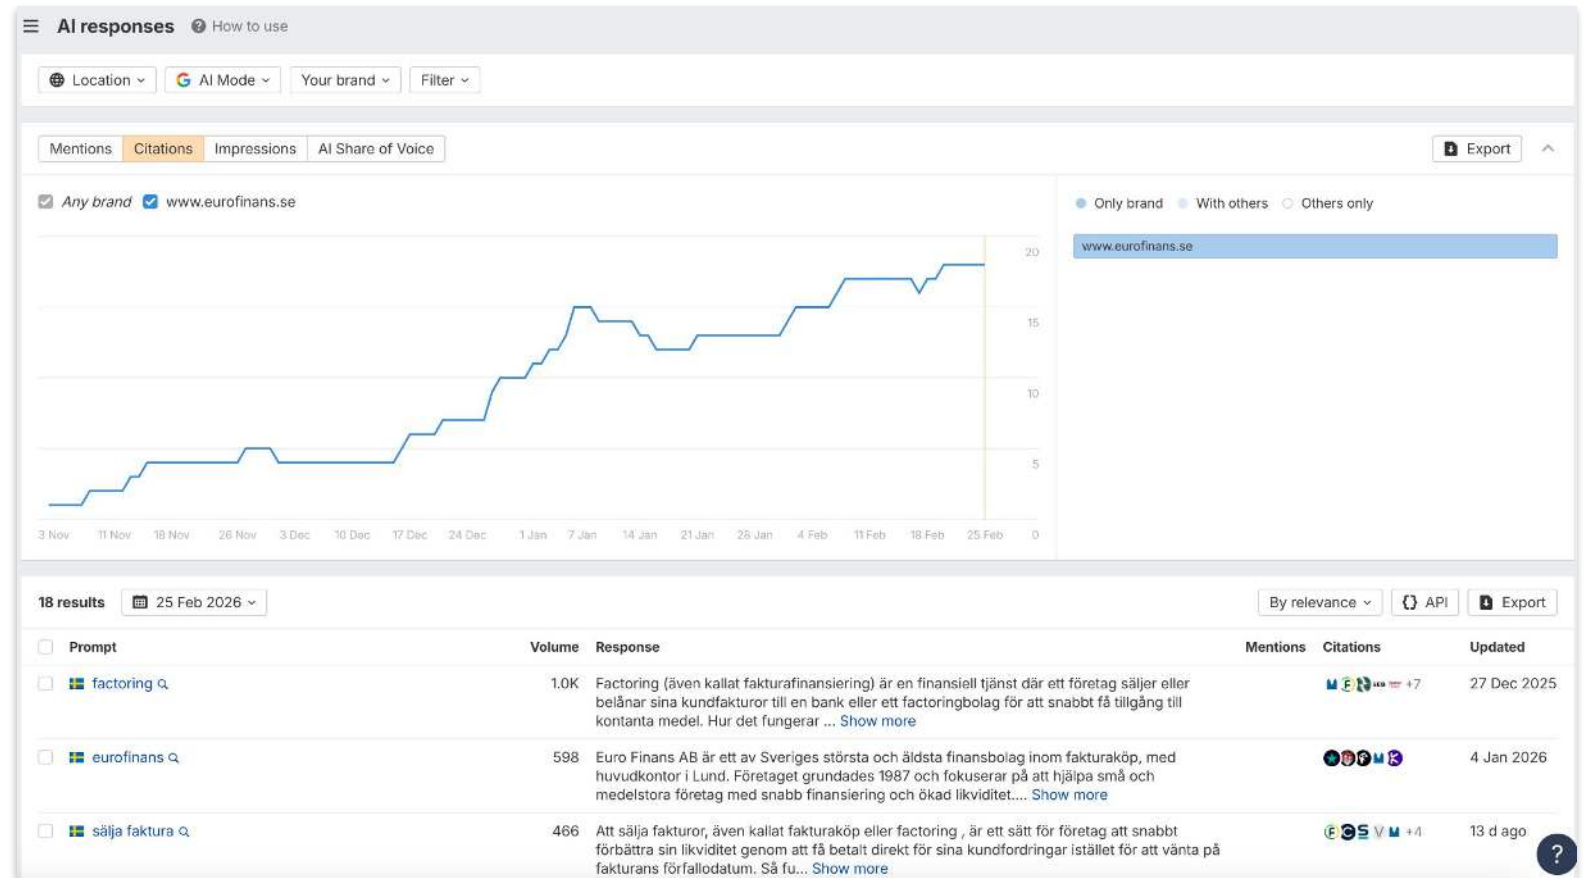 AI responses How to use
Location AI Mode Your brand Filter
Mentions Citations Impressions AI Share of Voice Export
Any brand www.eurofinans.se
Only brand With others Others only
www.eurofinans.se
20
15
10
5
0
3 Nov 11 Nov 18 Nov 26 Nov 3 Dec 10 Dec 17 Dec 24 Dec 1 Jan 7 Jan 14 Jan 21 Jan 28 Jan 4 Feb 11 Feb 18 Feb 25 Feb
18 results 25 Feb 2026 By relevance API Export
Prompt Volume Response Mentions Citations Updated
factoring 1.0K Factoring (även kallat fakturafinansiering) är en finansiell tjänst där ett företag säljer eller +7 27 Dec 2025
belånar sina kundfakturor till en bank eller ett factoringbolag för att snabbt få tillgång till
kontanta medel. Hur det fungerar ... Show more
eurofinans 598 Euro Finans AB är ett av Sveriges största och äldsta finansbolag inom fakturaköp, med 4 Jan 2026
huvudkontor i Lund. Företaget grundades 1987 och fokuserar på att hjälpa små och
medelstora företag med snabb finansiering och ökad likviditet.... Show more
sälja faktura 466 Att sälja fakturor, även kallat fakturaköp eller factoring , är ett sätt för företag att snabbt +4 13 d ago
förbättra sin likviditet genom att få betalt direkt för sina kundfordringar istället för att vänta på
fakturans förfallodatum. Så fu... Show more
?